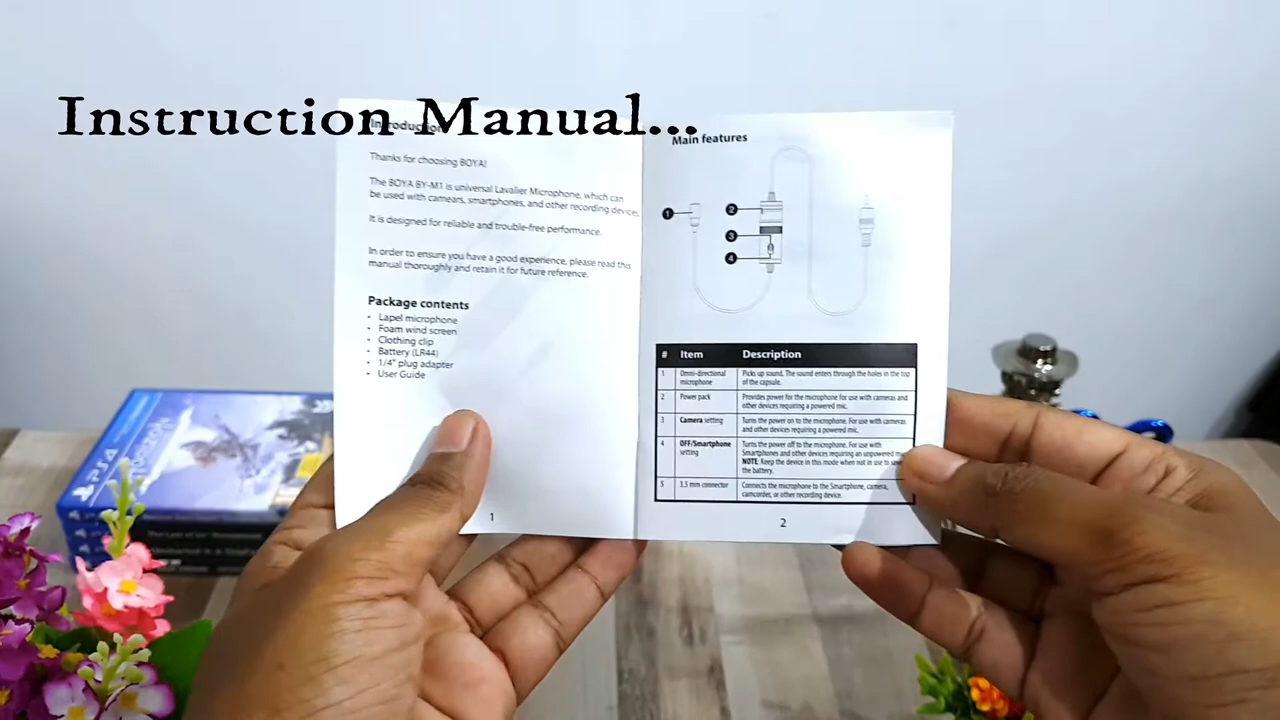 Instruction Manual...
Introduction
Thanks for choosing BOYA!
The BOYA BY-M1 is universal Lavalier Microphone, which can
be used with camears, smartphones, and other recording devices.
It is designed for reliable and trouble-free performance.
In order to ensure you have a good experience, please read this
manual thoroughly and retain it for future reference.
Package contents
• Lapel microphone
• Foam wind screen
• Clothing clip
• Battery (LR44)
• 1/4" plug adapter
• User Guide
1
Main features
1
2
3
4
# Item Description
1 Omni-directional microphone Picks up sound. The sound enters through the holes in the top
of the capsule.
2 Power pack Provides power for the microphone for use with cameras and
other devices requiring a powered mic.
3 Camera setting Turns the power on to the microphone. For use with cameras
and other devices requiring a powered mic.
4 OFF/Smartphone setting Turns the power off to the microphone. For use with
Smartphones and other devices requiring an unpowered
NOTE: Keep the device in this mode when not in use to
the battery.
5 3.5 mm connector Connects the microphone to the Smartphone, camera,
camcorder, or other recording device.
2
PS4